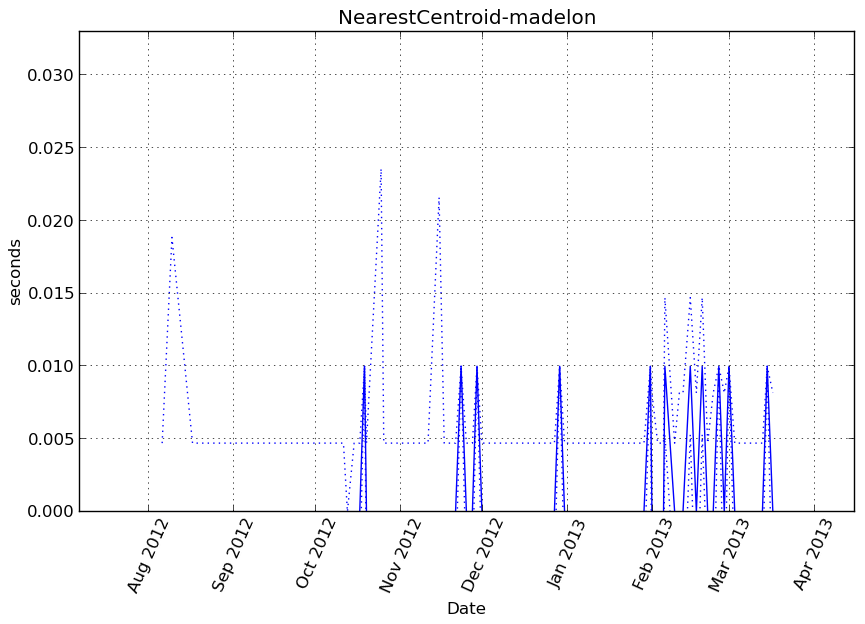 NearestCentroid-madelon
0.030
0.025
0.020
0.015
0.010
0.005
0.000
seconds
Aug 2012
Sep 2012
Oct 2012
Nov 2012
Dec 2012
Jan 2013
Feb 2013
Mar 2013
Apr 2013
Date